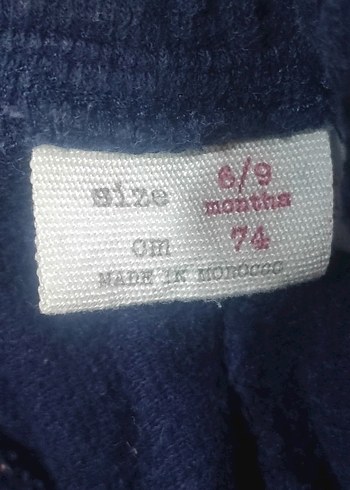 size 6/9
months
cm 74
MADE IN MOROCCO